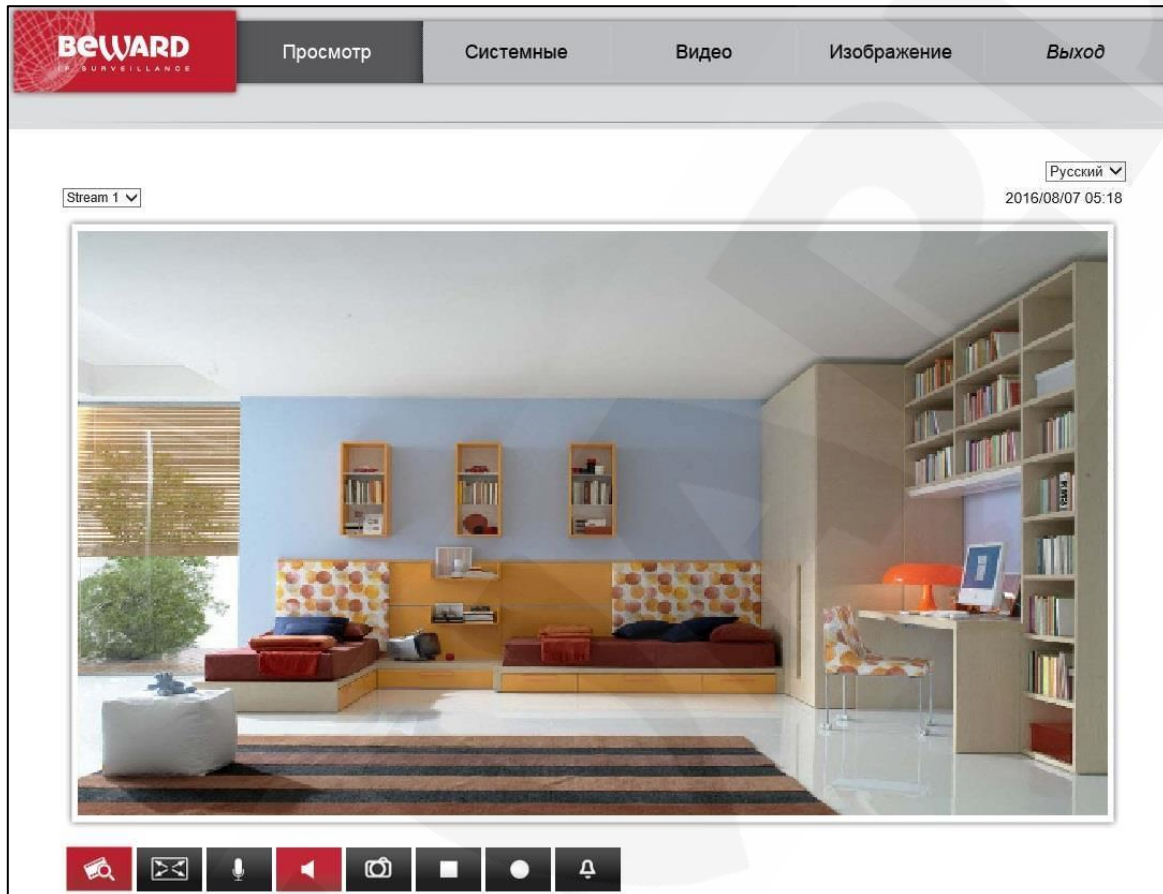 BEWARD
IP SURVEILLANCE
Просмотр
Системные
Видео
Изображение
Выход
Русский
Stream 1
2016/08/07 05:18